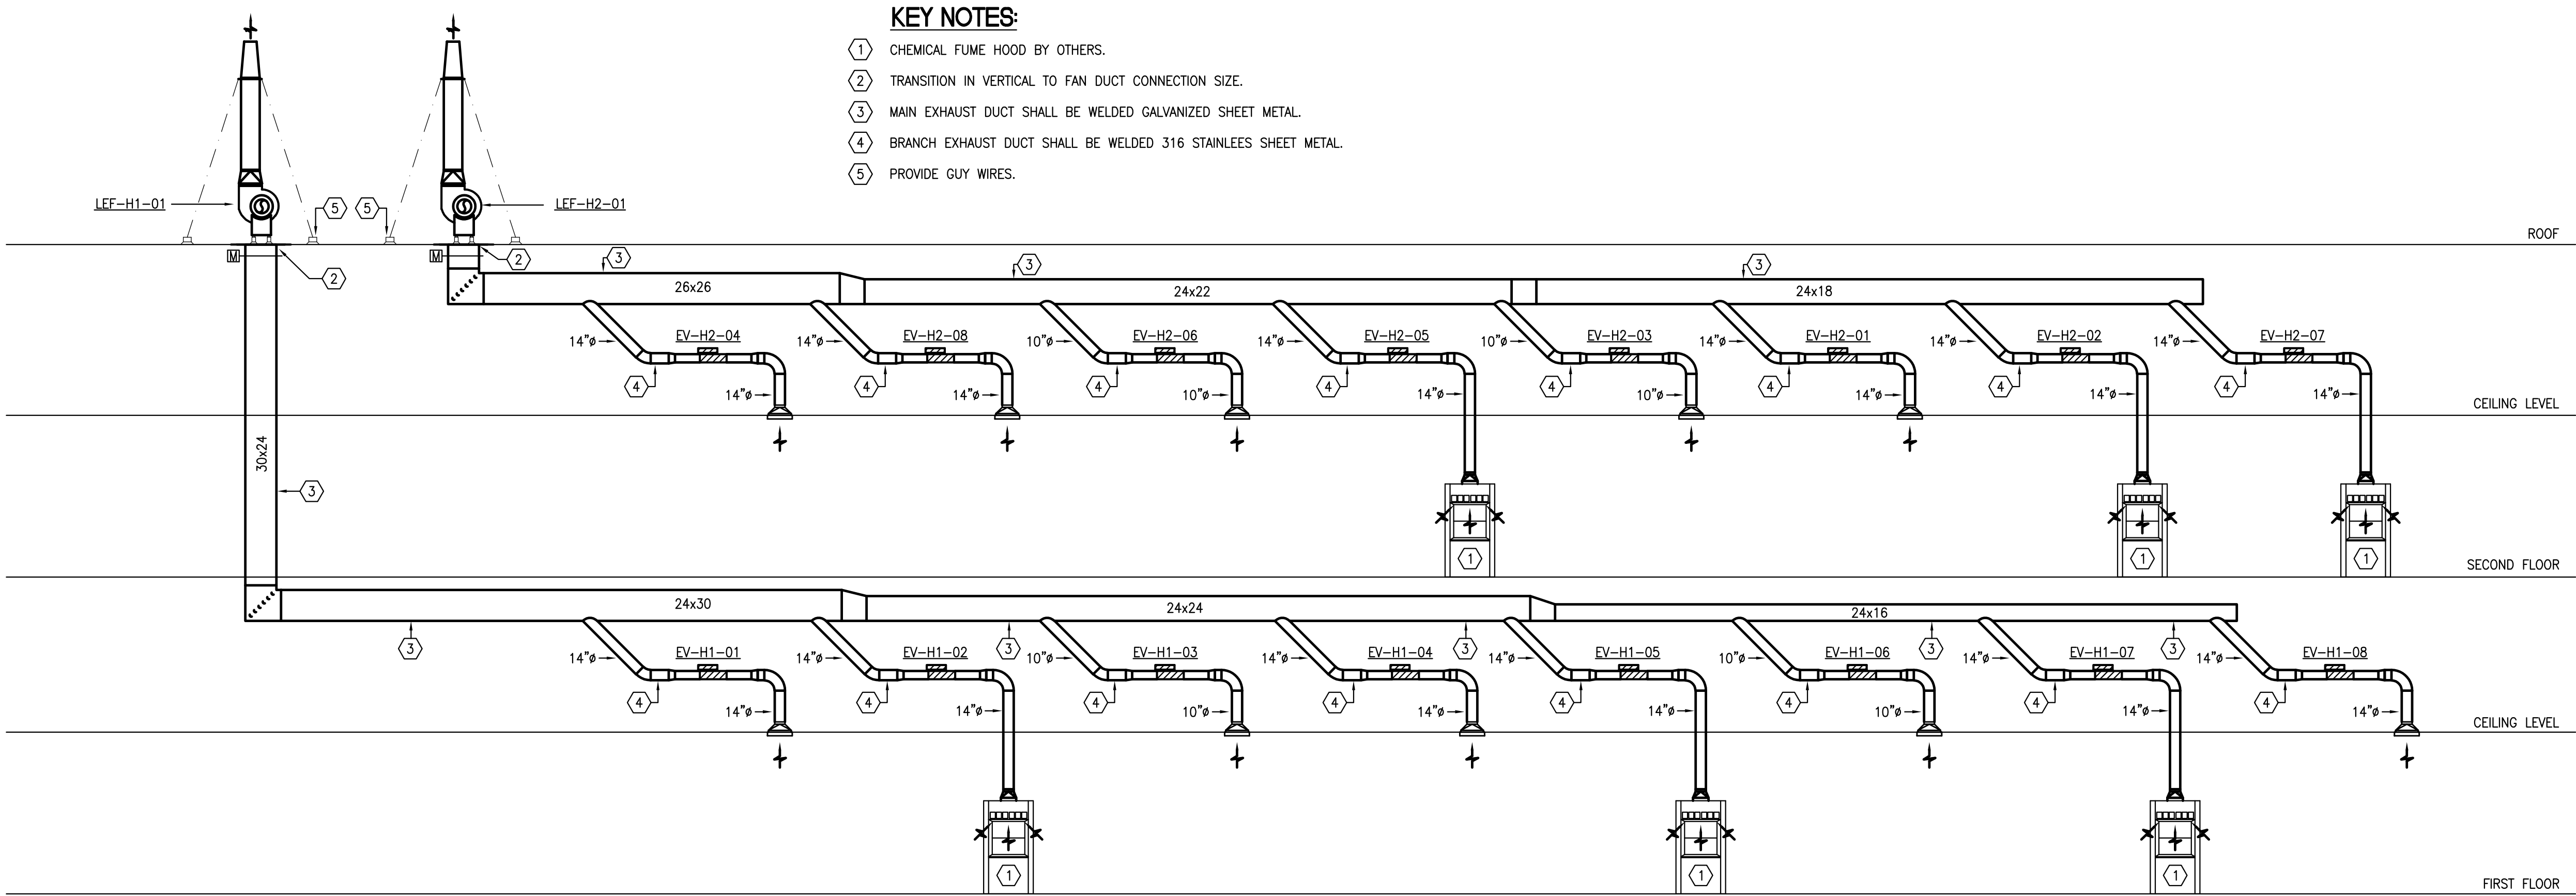 KEY NOTES:
1 CHEMICAL FUME HOOD BY OTHERS.
2 TRANSITION IN VERTICAL TO FAN DUCT CONNECTION SIZE.
3 MAIN EXHAUST DUCT SHALL BE WELDED GALVANIZED SHEET METAL.
4 BRANCH EXHAUST DUCT SHALL BE WELDED 316 STAINLEES SHEET METAL.
5 PROVIDE GUY WIRES.
LEF-H1-01 5 5 LEF-H2-01
ROOF
M 2 M 2 3 3 3
26x26 24x22 24x18
EV-H2-04 EV-H2-08 EV-H2-06 EV-H2-05 EV-H2-03 EV-H2-01 EV-H2-02 EV-H2-07
14"ø 14"ø 10"ø 14"ø 10"ø 14"ø 14"ø 14"ø
4 4 4 4 4 4 4 4
14"ø 14"ø 10"ø 14"ø 10"ø 14"ø 14"ø 14"ø
CEILING LEVEL
30x24
3
1 1 1
SECOND FLOOR
24x30 24x24 24x16
3 3 3 3 3
EV-H1-01 EV-H1-02 EV-H1-03 EV-H1-04 EV-H1-05 EV-H1-06 EV-H1-07 EV-H1-08
14"ø 14"ø 10"ø 14"ø 14"ø 10"ø 14"ø 14"ø
4 4 4 4 4 4 4 4
14"ø 14"ø 10"ø 14"ø 14"ø 10"ø 14"ø 14"ø
CEILING LEVEL
1 1 1
FIRST FLOOR